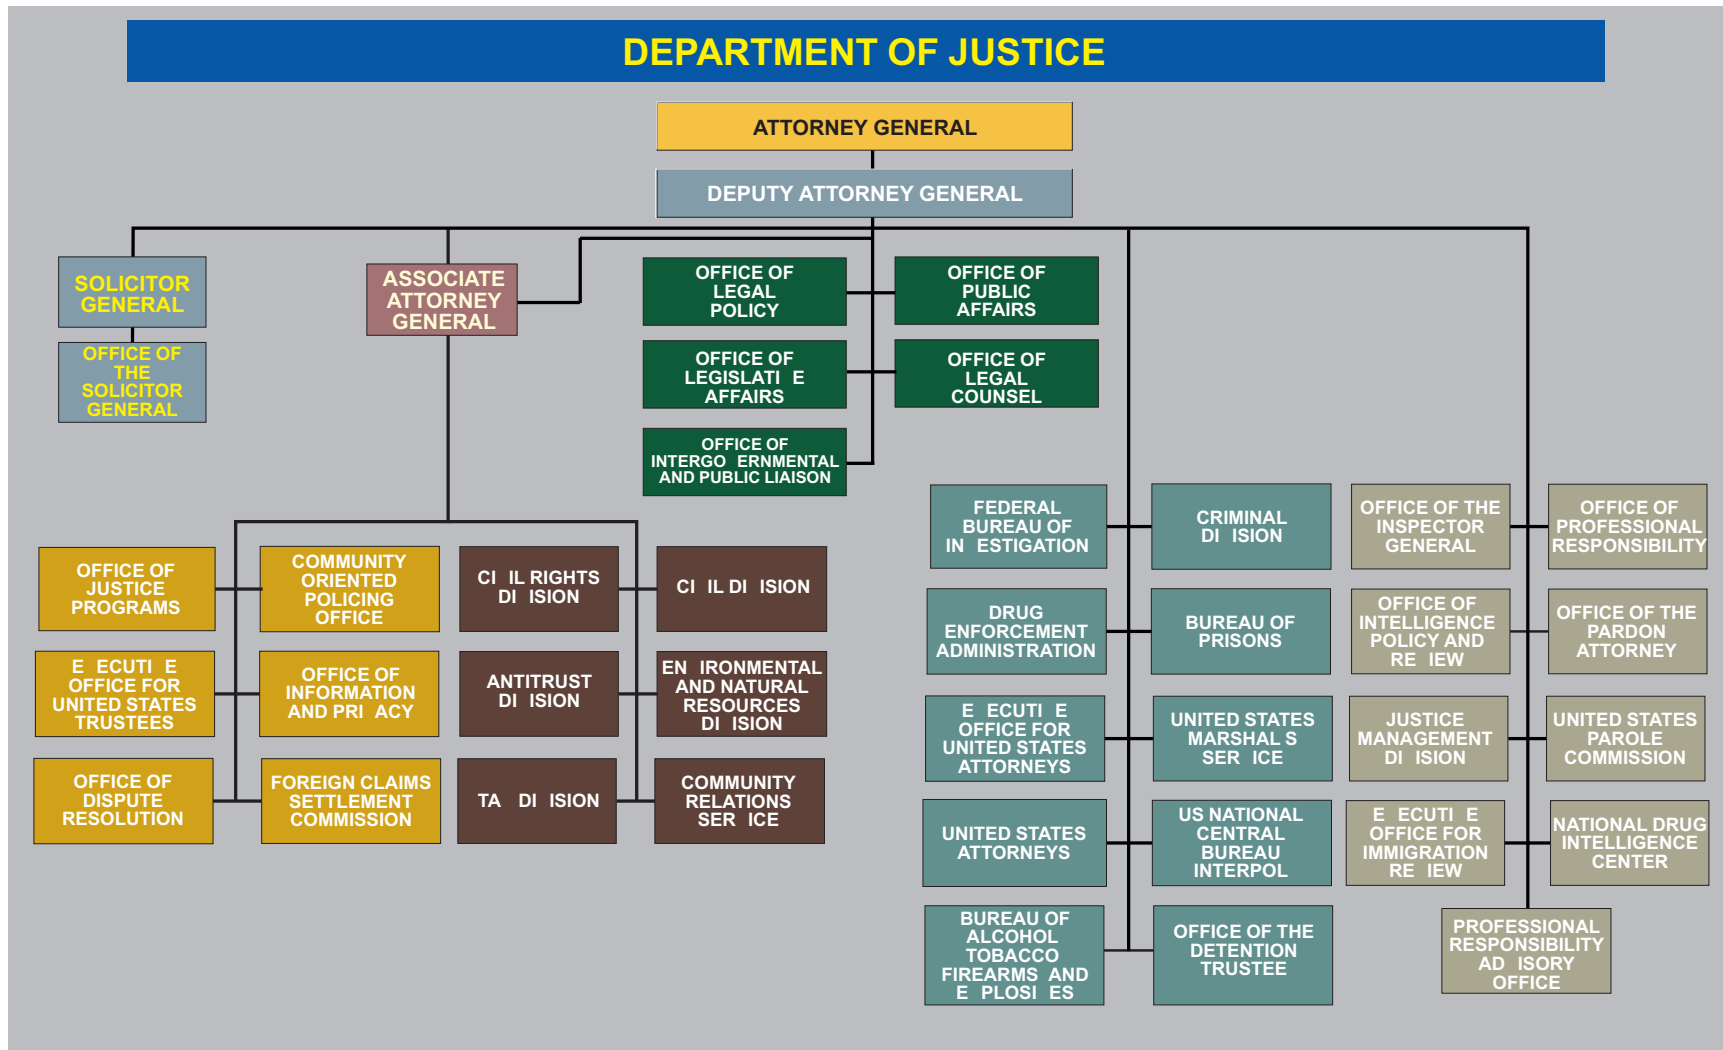 DEPARTMENT OF JUSTICE
ATTORNEY GENERAL
DEPUTY ATTORNEY GENERAL
SOLICITOR
GENERAL
OFFICE OF
THE
SOLICITOR
GENERAL
ASSOCIATE
ATTORNEY
GENERAL
OFFICE OF
LEGAL
POLICY
OFFICE OF
PUBLIC
AFFAIRS
OFFICE OF
LEGISLATI E
AFFAIRS
OFFICE OF
LEGAL
COUNSEL
OFFICE OF
INTERGO ERNMENTAL
AND PUBLIC LIAISON
OFFICE OF
JUSTICE
PROGRAMS
COMMUNITY
ORIENTED
POLICING
OFFICE
E ECUTI E
OFFICE FOR
UNITED STATES
TRUSTEES
OFFICE OF
INFORMATION
AND PRI ACY
OFFICE OF
DISPUTE
RESOLUTION
FOREIGN CLAIMS
SETTLEMENT
COMMISSION
CI IL RIGHTS
DI ISION
CI IL DI ISION
ANTITRUST
DI ISION
EN IRONMENTAL
AND NATURAL
RESOURCES
DI ISION
TA DI ISION
COMMUNITY
RELATIONS
SER ICE
FEDERAL
BUREAU OF
IN ESTIGATION
CRIMINAL
DI ISION
DRUG
ENFORCEMENT
ADMINISTRATION
BUREAU OF
PRISONS
E ECUTI E
OFFICE FOR
UNITED STATES
ATTORNEYS
UNITED STATES
MARSHAL S
SER ICE
UNITED STATES
ATTORNEYS
US NATIONAL
CENTRAL
BUREAU
INTERPOL
BUREAU OF
ALCOHOL
TOBACCO
FIREARMS AND
E PLOSI ES
OFFICE OF THE
DETENTION
TRUSTEE
OFFICE OF THE
INSPECTOR
GENERAL
OFFICE OF
PROFESSIONAL
RESPONSIBILITY
OFFICE OF
INTELLIGENCE
POLICY AND
RE IEW
OFFICE OF THE
PARDON
ATTORNEY
JUSTICE
MANAGEMENT
DI ISION
UNITED STATES
PAROLE
COMMISSION
E ECUTI E
OFFICE FOR
IMMIGRATION
RE IEW
NATIONAL DRUG
INTELLIGENCE
CENTER
PROFESSIONAL
RESPONSIBILITY
AD ISORY
OFFICE